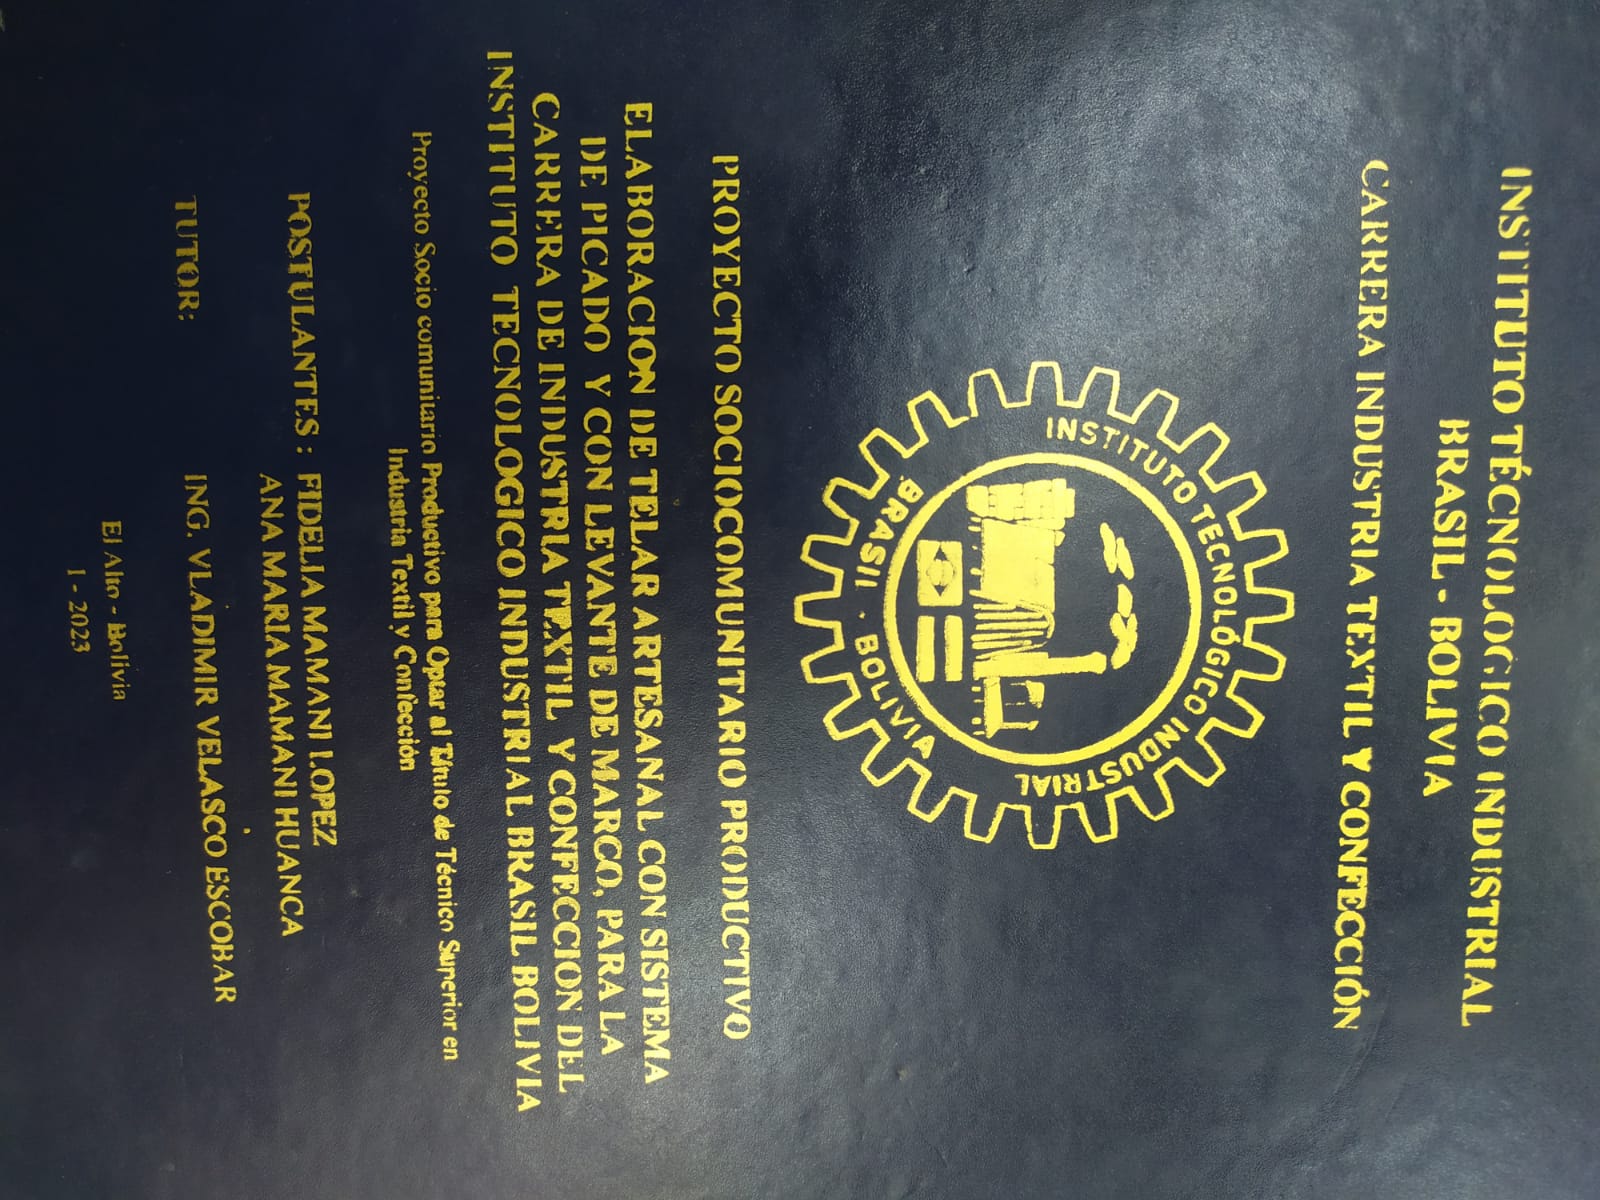 INSTITUTO TÉCNOLOGICO INDUSTRIAL
BRASIL - BOLIVIA
CARRERA INDUSTRIA TEXTIL Y CONFECCIÓN
INSTITUTO TECNOLÓGICO INDUSTRIAL
BRASIL - BOLIVIA
PROYECTO SOCIOCOMUNITARIO PRODUCTIVO
ELABORACION DE TELAR ARTESANAL CON SISTEMA
DE PICADO Y CON LEVANTE DE MARCO, PARA LA
CARRERA DE INDUSTRIA TEXTIL Y CONFECCION DEL
INSTITUTO TECNOLOGICO INDUSTRIAL BRASIL BOLIVIA
Proyecto Socio comunitario Productivo para Optar al Título de Técnico Superior en
Industria Textil y Confección
POSTULANTES : FIDELIA MAMANI LOPEZ
ANA MARIA MAMANI HUANCA
TUTOR: ING. VLADIMIR VELASCO ESCOBAR
El Alto - Bolivia
I - 2023